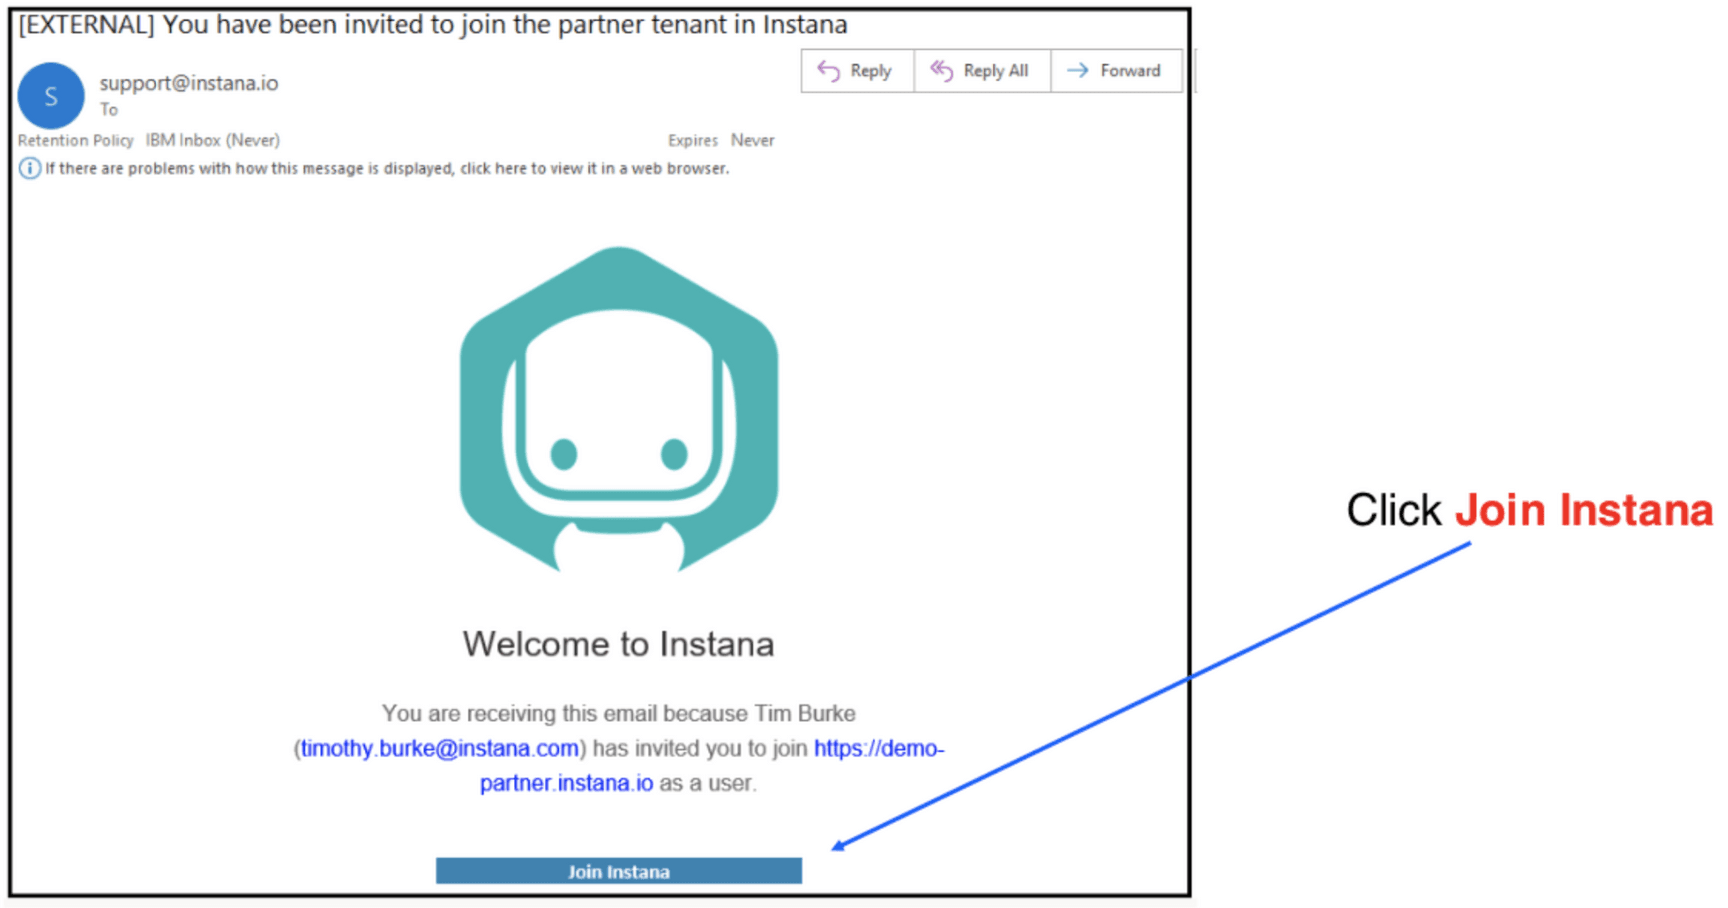 [EXTERNAL] You have been invited to join the partner tenant in Instana
Reply
Reply All
Forward
S
support@instana.io
To
Retention Policy IBM Inbox (Never)
Expires Never
If there are problems with how this message is displayed, click here to view it in a web browser.
Click Join Instana
Welcome to Instana
You are receiving this email because Tim Burke
(timothy.burke@instana.com) has invited you to join https://demo-
partner.instana.io as a user.
Join Instana